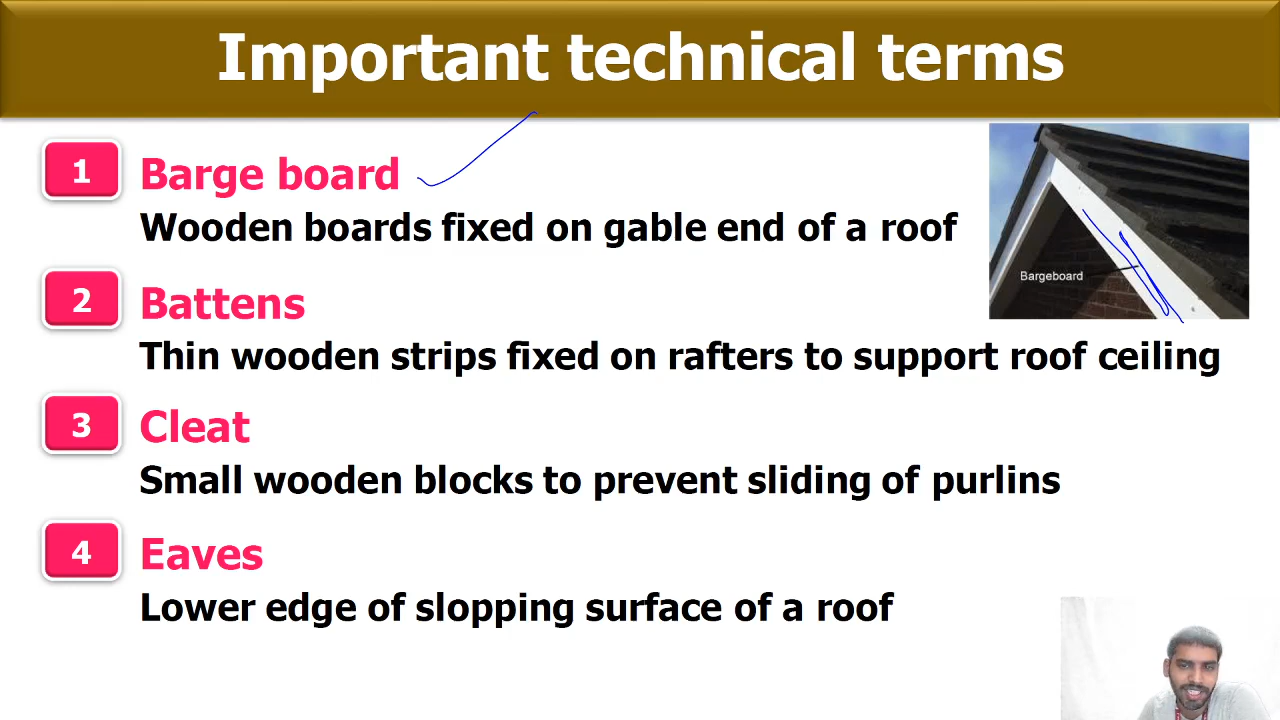 Important technical terms
1 Barge board
Wooden boards fixed on gable end of a roof
Bargeboard
2 Battens
Thin wooden strips fixed on rafters to support roof ceiling
3 Cleat
Small wooden blocks to prevent sliding of purlins
4 Eaves
Lower edge of slopping surface of a roof